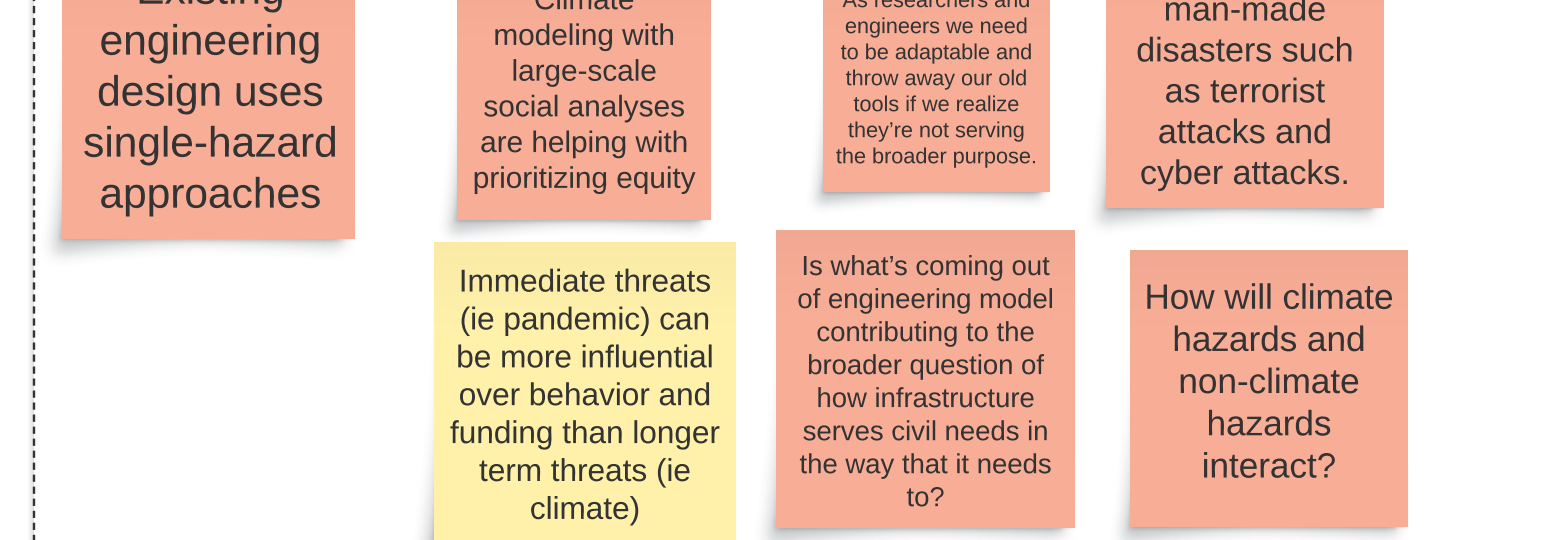 Existing
engineering
design uses
single-hazard
approaches
Climate
modeling with
large-scale
social analyses
are helping with
prioritizing equity
As researchers and
engineers we need
to be adaptable and
throw away our old
tools if we realize
they’re not serving
the broader purpose.
man-made
disasters such
as terrorist
attacks and
cyber attacks.
Immediate threats
(ie pandemic) can
be more influential
over behavior and
funding than longer
term threats (ie
climate)
Is what’s coming out
of engineering model
contributing to the
broader question of
how infrastructure
serves civil needs in
the way that it needs
to?
How will climate
hazards and
non-climate
hazards
interact?